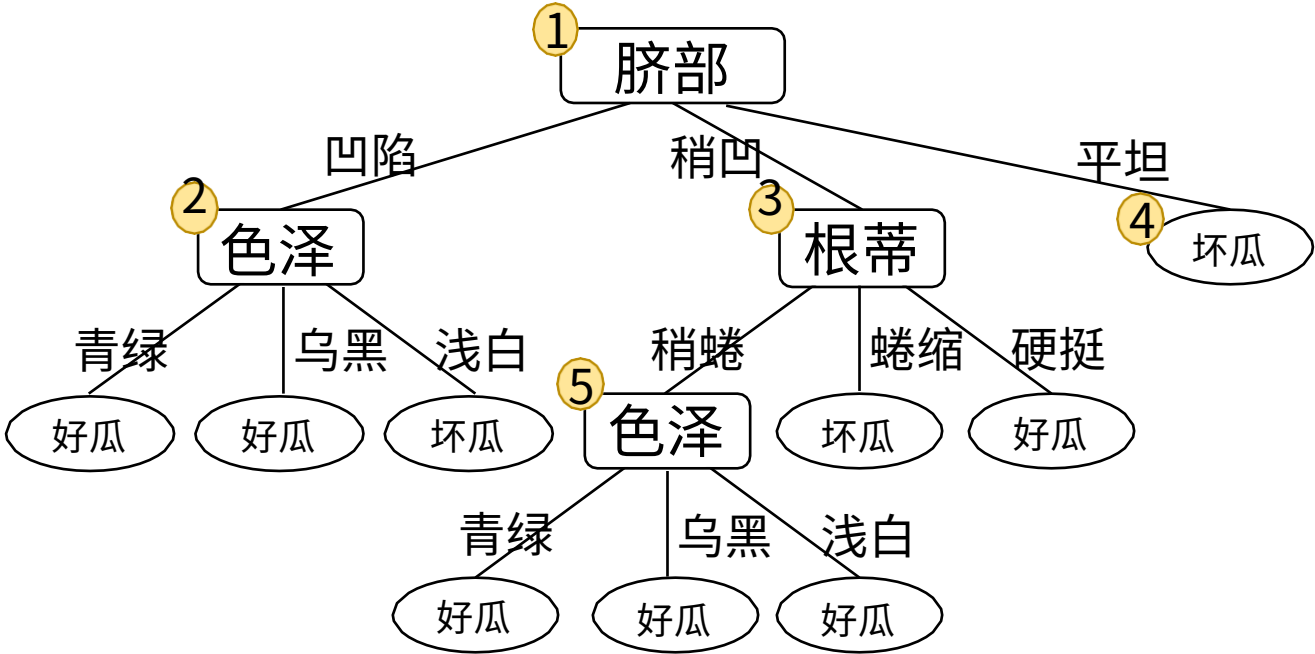 1
脐部
凹陷 稍凹 平坦
2 3 4
色泽 根蒂 坏瓜
青绿 乌黑 浅白 稍蜷 蜷缩 硬挺
5
好瓜 好瓜 坏瓜 色泽 坏瓜 好瓜
青绿 乌黑 浅白
好瓜 好瓜 好瓜